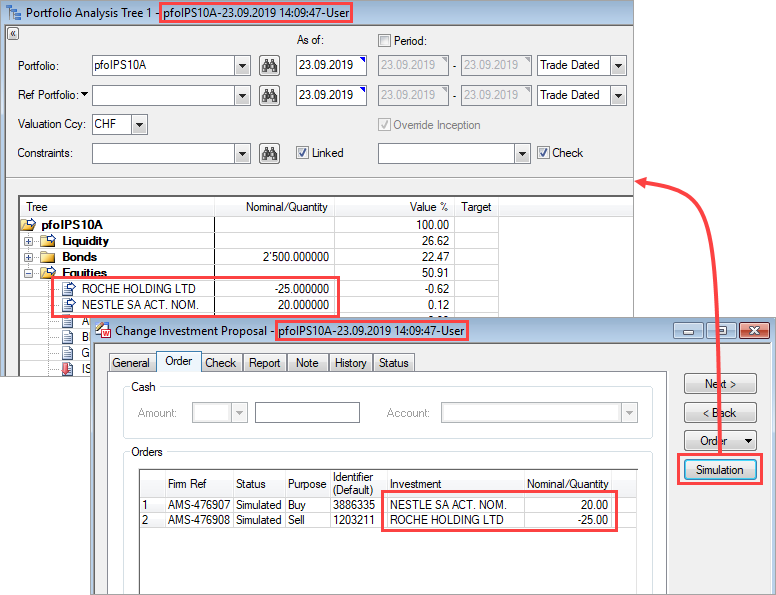 Portfolio Analysis Tree 1 - pfoIPS10A-23.09.2019 14:09:47-User
«
As of:
Period:
Portfolio: pfoIPS10A 23.09.2019 23.09.2019 - 23.09.2019 Trade Dated
Ref Portfolio: 23.09.2019 23.09.2019 - 23.09.2019 Trade Dated
Valuation Ccy: CHF Override Inception
Constraints: Linked Check
Tree Nominal/Quantity Value % Target
pfoIPS10A 100.00
Liquidity 26.62
Bonds 2'500.000000 22.47
Equities 50.91
ROCHE HOLDING LTD -25.000000 -0.62
NESTLE SA ACT. NOM. 20.000000 0.12
A
B
G
IS
Change Investment Proposal - pfoIPS10A-23.09.2019 14:09:47-User
General Order Check Report Note History Status
Cash
Amount: Account:
Orders
Firm Ref Status Purpose Identifier (Default) Investment Nominal/Quantity
1 AMS-476907 Simulated Buy 3886335 NESTLE SA ACT. NOM. 20.00
2 AMS-476908 Simulated Sell 1203211 ROCHE HOLDING LTD -25.00
Next >
< Back
Order
Simulation